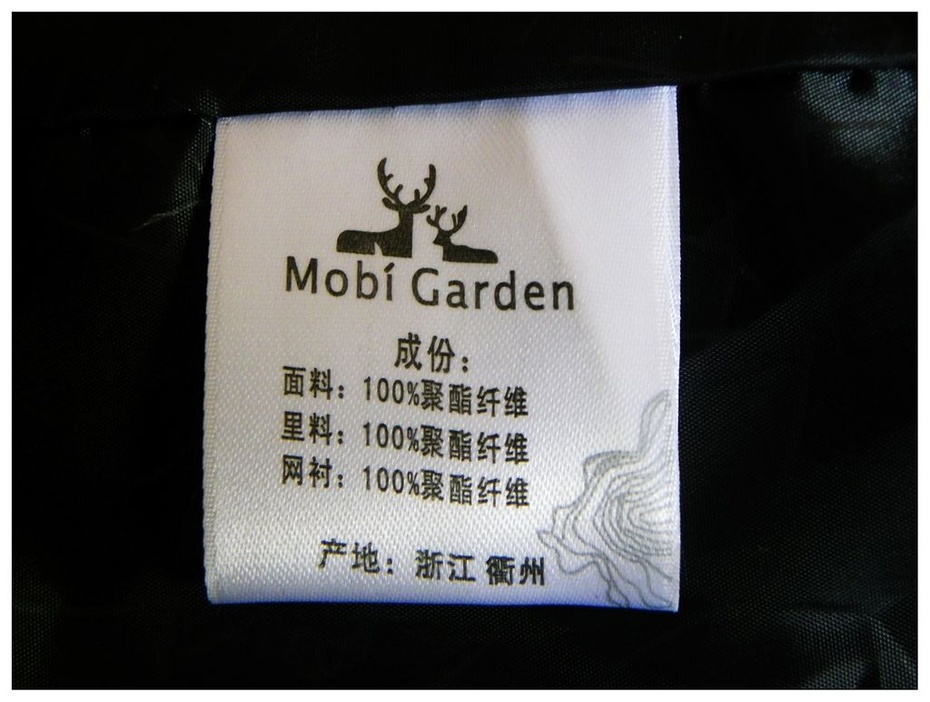 Mobi Garden
成份：
面料：100%聚酯纤维
里料：100%聚酯纤维
网衬：100%聚酯纤维
产地：浙江 衢州